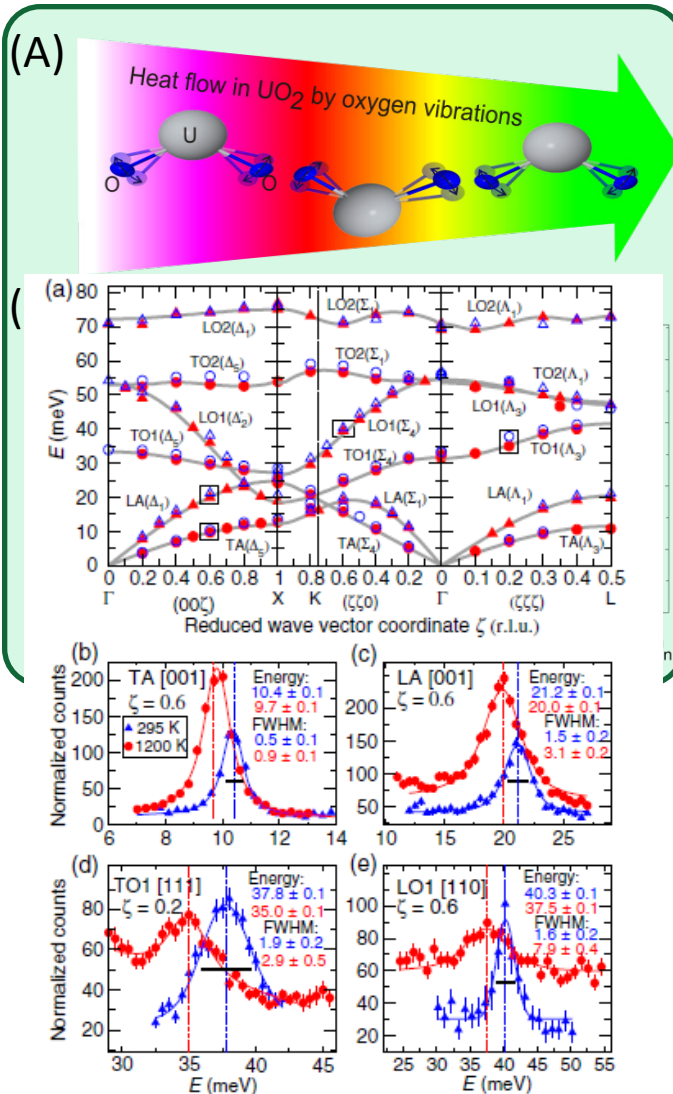 (A)
Heat flow in UO2 by oxygen vibrations
U
O
O
(
(a)
80
70
60
50
40
30
20
10
0
E (meV)
LO2(Δ1)
LO2(Σ1)
LO2(Λ1)
TO2(Δ5)
TO2(Σ1)
TO2(Λ1)
LO1(Δ'2)
LO1(Σ4)
LO1(Λ3)
TO1(Δ5)
TO1(Σ4)
TO1(Λ3)
LA(Δ1)
LA(Σ1)
LA(Λ1)
TA(Δ5)
TA(Σ4)
TA(Λ3)
0 0.2 0.4 0.6 0.8 1 0.8 0.6 0.4 0.2 0 0.1 0.2 0.3 0.4 0.5
Γ (00ζ) X K (ζζ0) Γ (ζζζ) L
Reduced wave vector coordinate ζ (r.l.u.)
n
(b)
TA [001]
ζ = 0.6
295 K
1200 K
Energy:
10.4 ± 0.1
9.7 ± 0.1
FWHM:
0.5 ± 0.1
0.9 ± 0.1
Normalized counts
200
150
100
50
0
6 8 10 12 14
(c)
LA [001]
ζ = 0.6
Energy:
21.2 ± 0.1
20.0 ± 0.1
FWHM:
1.5 ± 0.2
3.1 ± 0.2
250
200
150
100
50
10 15 20 25
(d)
TO1 [111]
ζ = 0.2
Energy:
37.8 ± 0.1
35.0 ± 0.1
FWHM:
1.9 ± 0.2
2.9 ± 0.5
Normalized counts
100
80
60
40
20
30 35 40 45
E (meV)
(e)
LO1 [110]
ζ = 0.6
Energy:
40.3 ± 0.1
37.5 ± 0.1
FWHM:
1.6 ± 0.2
7.9 ± 0.4
120
90
60
30
25 30 35 40 45 50 55
E (meV)